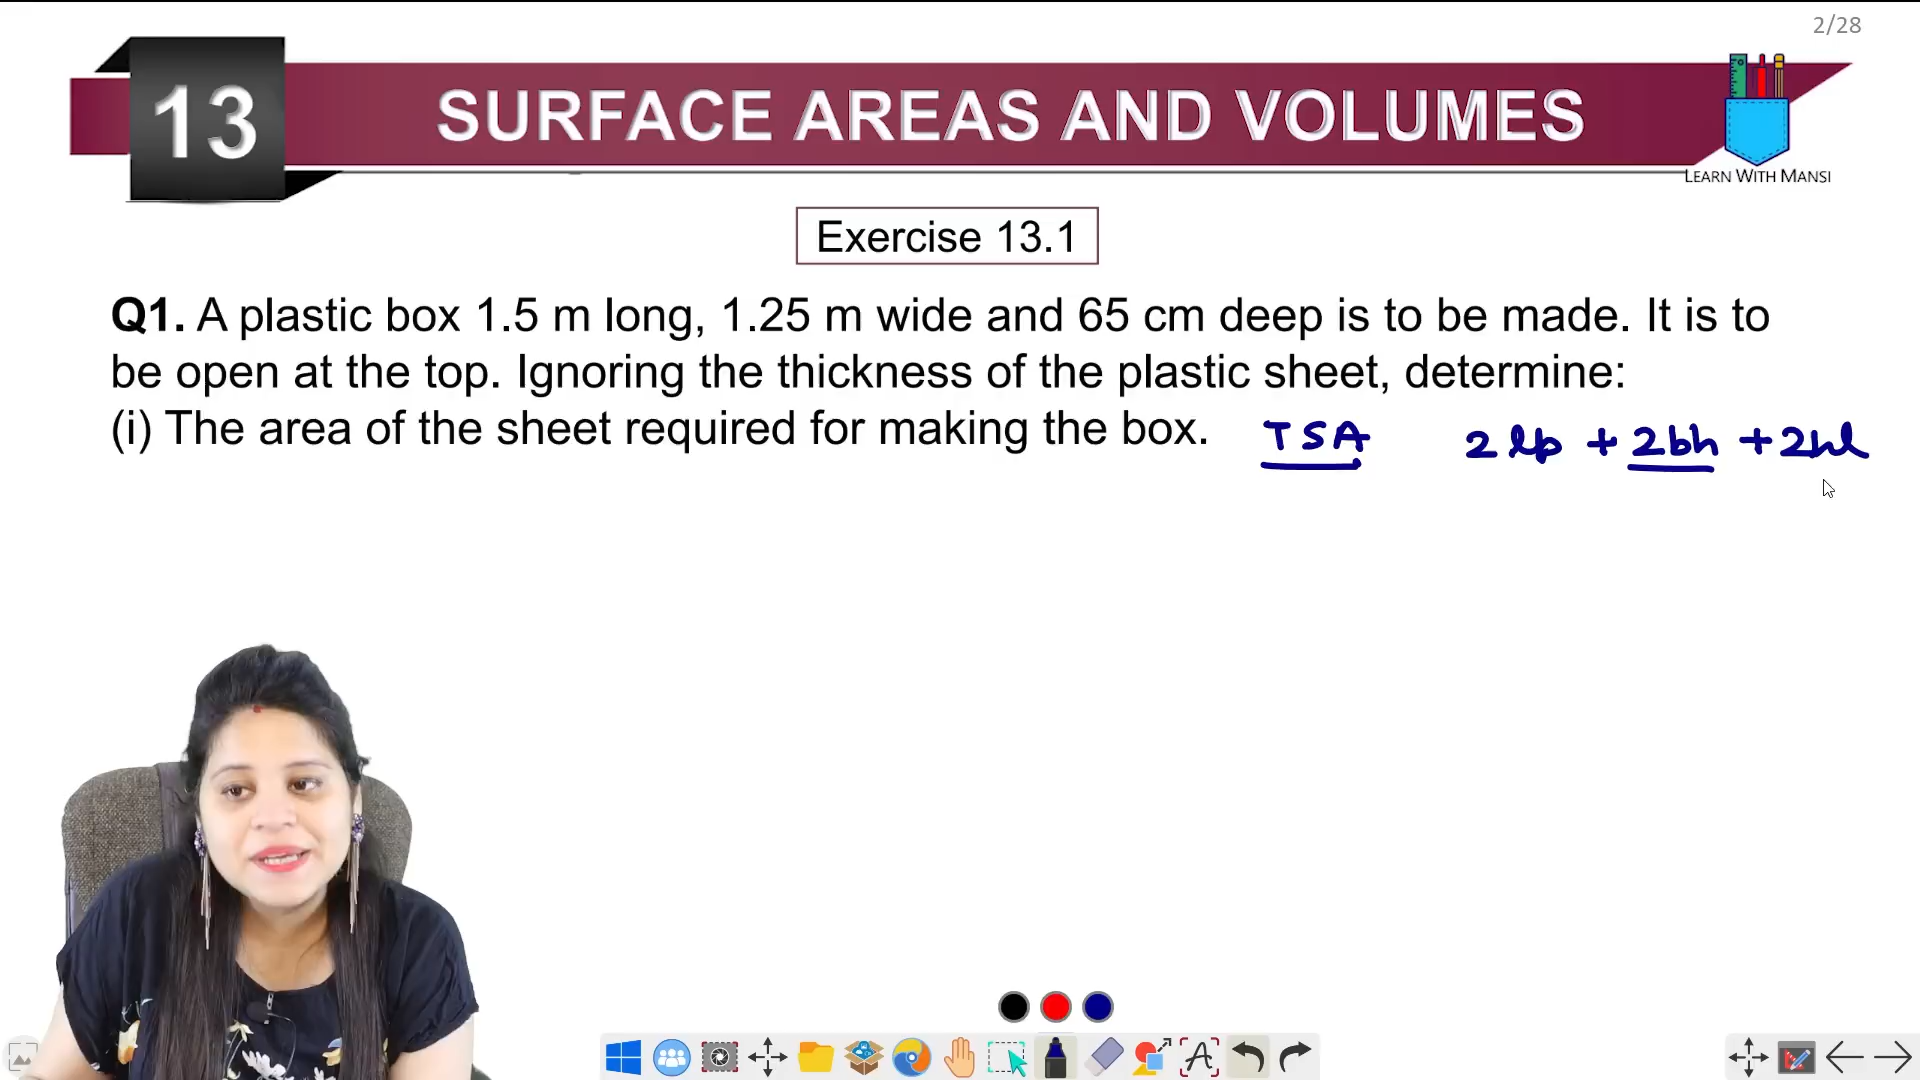 2/28
13
SURFACE AREAS AND VOLUMES
LEARN WITH MANSI
Exercise 13.1
Q1. A plastic box 1.5 m long, 1.25 m wide and 65 cm deep is to be made. It is to
be open at the top. Ignoring the thickness of the plastic sheet, determine:
(i) The area of the sheet required for making the box. TSA 2lb + 2bh + 2hl